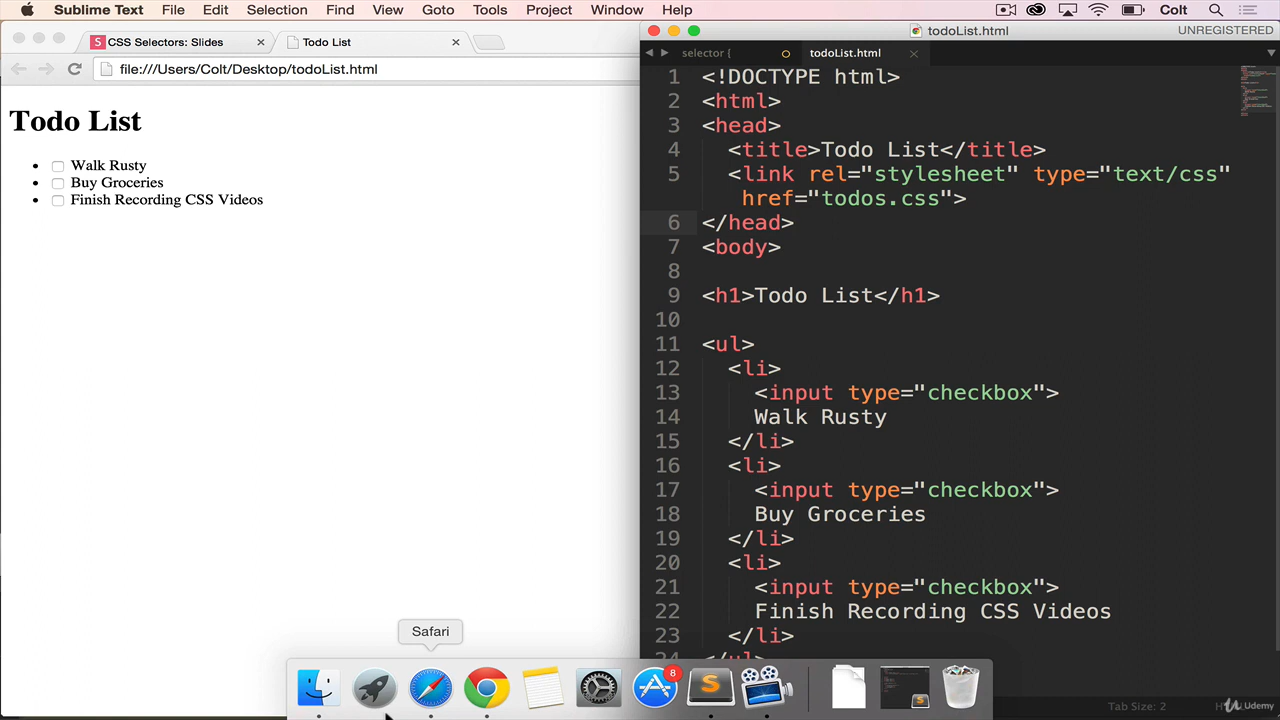 Sublime Text File Edit Selection Find View Goto Tools Project Window Help Colt
CSS Selectors: Slides Todo List
file:///Users/Colt/Desktop/todoList.html
Todo List
Walk Rusty
Buy Groceries
Finish Recording CSS Videos
todoList.html UNREGISTERED
selector { todoList.html
1 <!DOCTYPE html>
2 <html>
3 <head>
4 <title>Todo List</title>
5 <link rel="stylesheet" type="text/css"
href="todos.css">
6 </head>
7 <body>
8
9 <h1>Todo List</h1>
10
11 <ul>
12 <li>
13 <input type="checkbox">
14 Walk Rusty
15 </li>
16 <li>
17 <input type="checkbox">
18 Buy Groceries
19 </li>
20 <li>
21 <input type="checkbox">
22 Finish Recording CSS Videos
23 </li>
24 </ul>
Safari
8
Tab Size: 2
Udemy